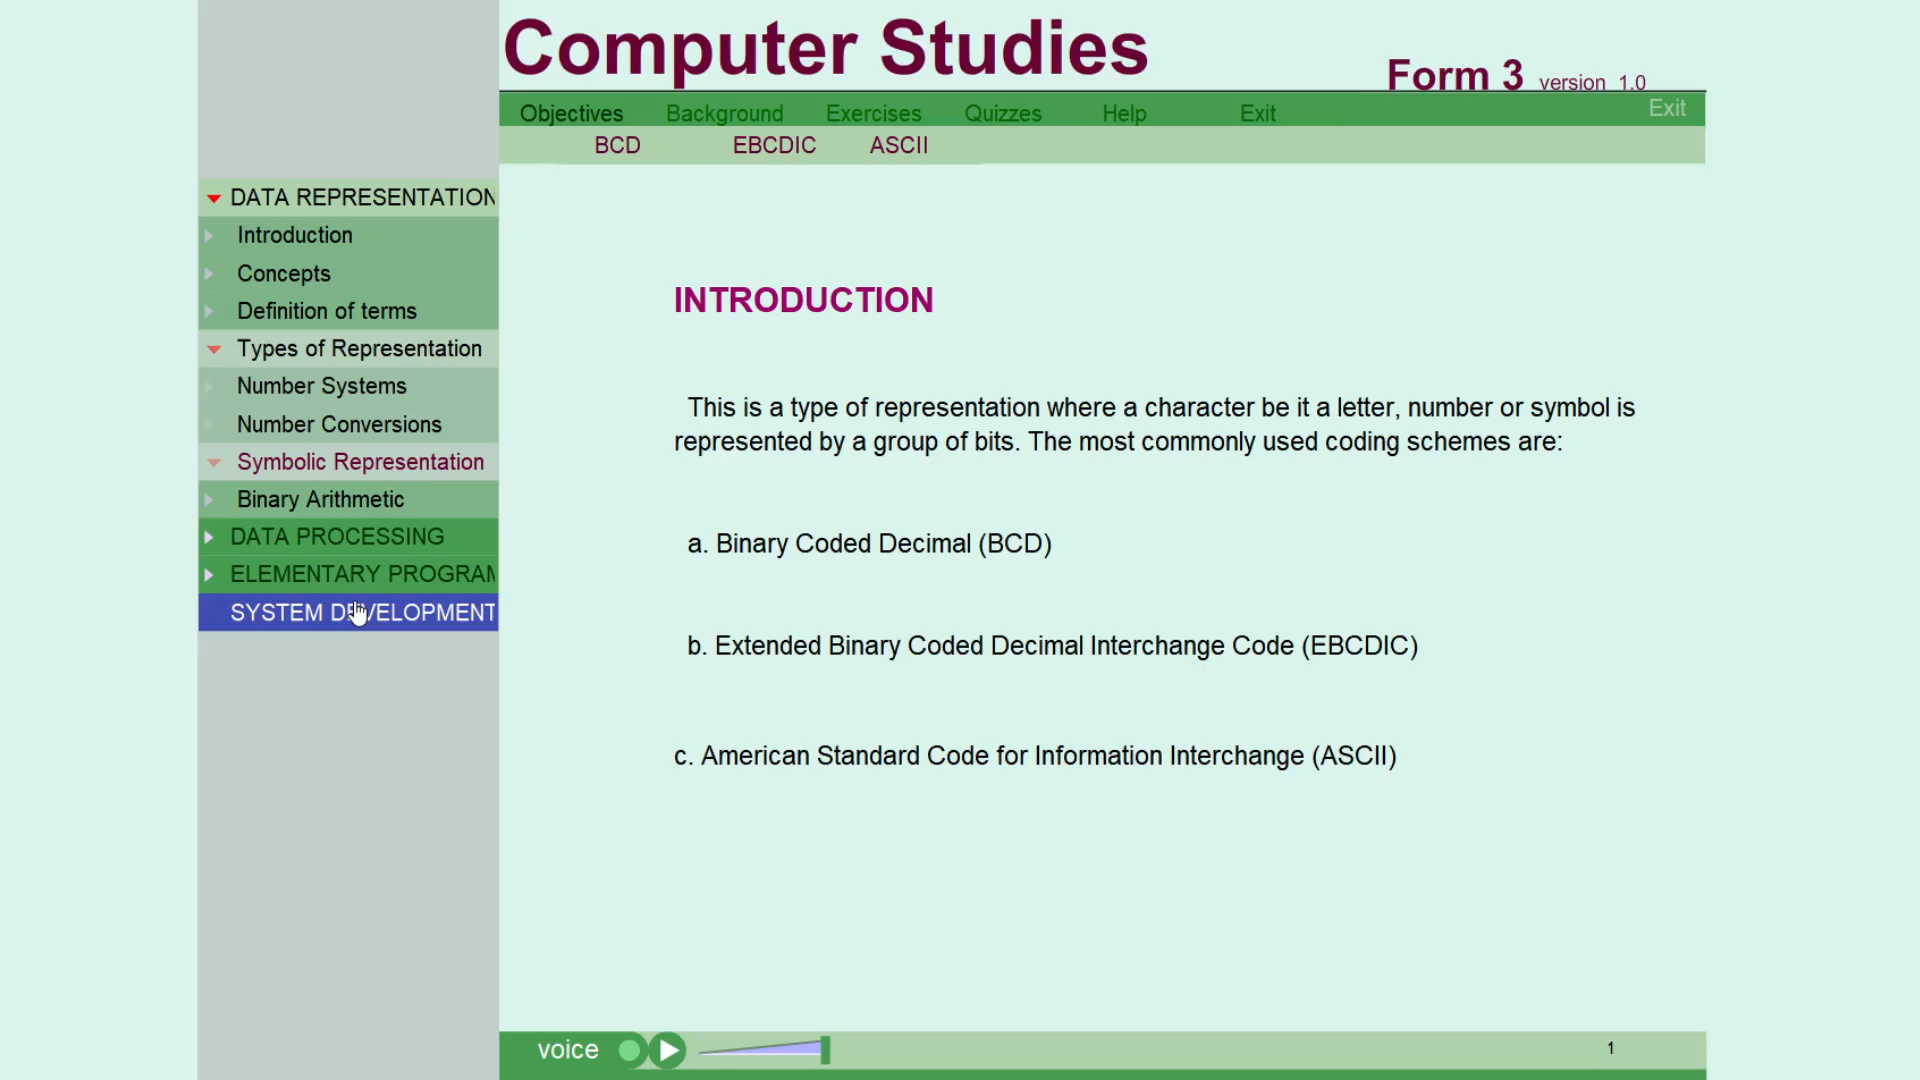 Computer Studies
Form 3 version 1.0
Objectives Background Exercises Quizzes Help Exit Exit
BCD EBCDIC ASCII
DATA REPRESENTATION
Introduction
Concepts
Definition of terms
Types of Representation
Number Systems
Number Conversions
Symbolic Representation
Binary Arithmetic
DATA PROCESSING
ELEMENTARY PROGRAM
SYSTEM DEVELOPMENT
INTRODUCTION
This is a type of representation where a character be it a letter, number or symbol is
represented by a group of bits. The most commonly used coding schemes are:
a. Binary Coded Decimal (BCD)
b. Extended Binary Coded Decimal Interchange Code (EBCDIC)
c. American Standard Code for Information Interchange (ASCII)
voice 1